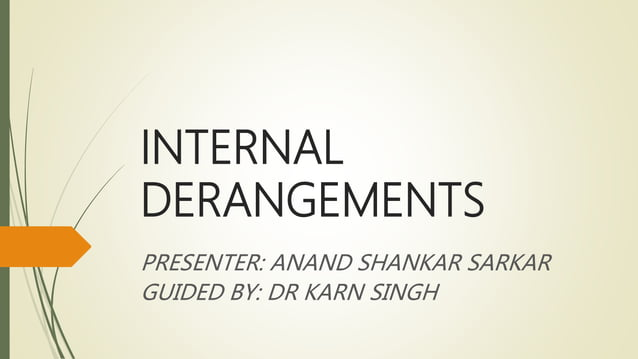 INTERNAL
DERANGEMENTS
PRESENTER: ANAND SHANKAR SARKAR
GUIDED BY: DR KARN SINGH